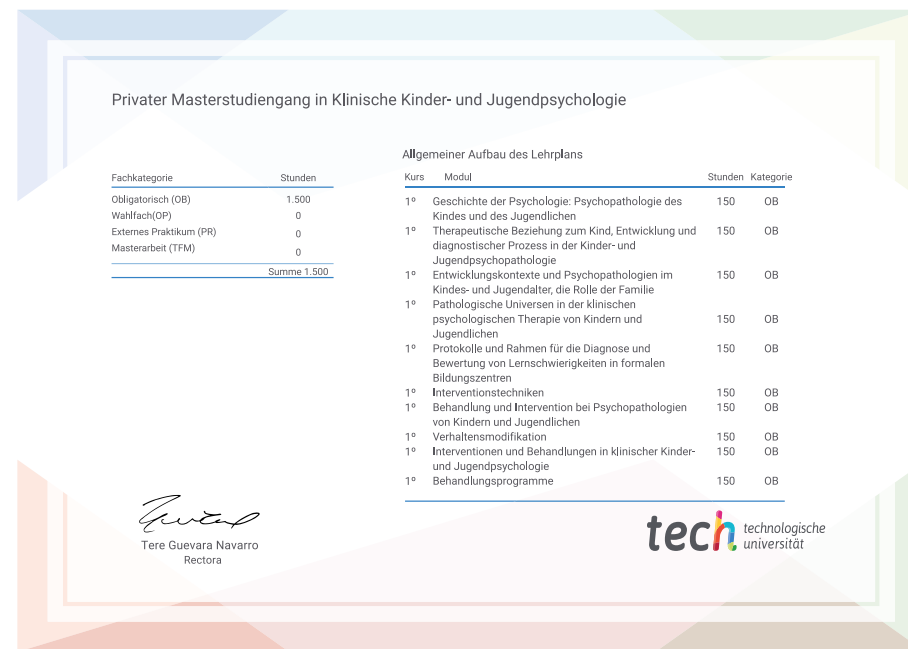 Privater Masterstudiengang in Klinische Kinder- und Jugendpsychologie
Fachkategorie Stunden
Obligatorisch (OB) 1.500
Wahlfach(OP) 0
Externes Praktikum (PR) 0
Masterarbeit (TFM) 0
Summe 1.500
Allgemeiner Aufbau des Lehrplans
Kurs Modul Stunden Kategorie
1º Geschichte der Psychologie: Psychopathologie des 150 OB
Kindes und des Jugendlichen
1º Therapeutische Beziehung zum Kind, Entwicklung und 150 OB
diagnostischer Prozess in der Kinder- und
Jugendpsychopathologie
1º Entwicklungskontexte und Psychopathologien im 150 OB
Kindes- und Jugendalter, die Rolle der Familie
1º Pathologische Universen in der klinischen
psychologischen Therapie von Kindern und 150 OB
Jugendlichen
1º Protokolle und Rahmen für die Diagnose und 150 OB
Bewertung von Lernschwierigkeiten in formalen
Bildungszentren
1º Interventionstechniken 150 OB
1º Behandlung und Intervention bei Psychopathologien 150 OB
von Kindern und Jugendlichen
1º Verhaltensmodifikation 150 OB
1º Interventionen und Behandlungen in klinischer Kinder- 150 OB
und Jugendpsychologie
1º Behandlungsprogramme 150 OB
Tere Guevara Navarro
Rectora
tech technologische
universität